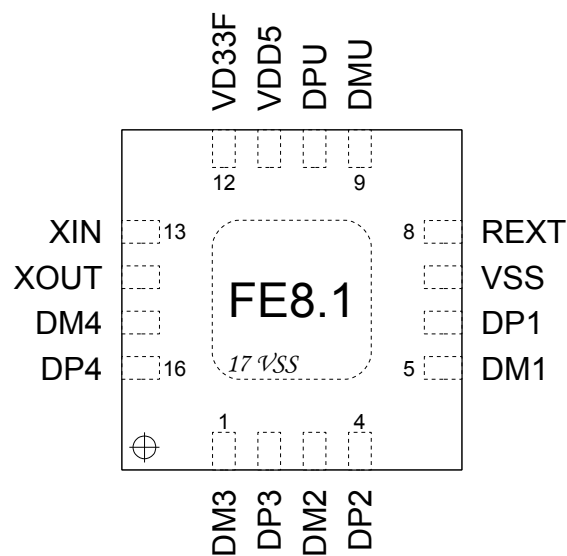 VD33F
VDD5
DPU
DMU
12
9
XIN
13
8
REXT
XOUT
VSS
DM4
DP1
DP4
16
5
DM1
FE8.1
17 VSS
1
4
DM3
DP3
DM2
DP2